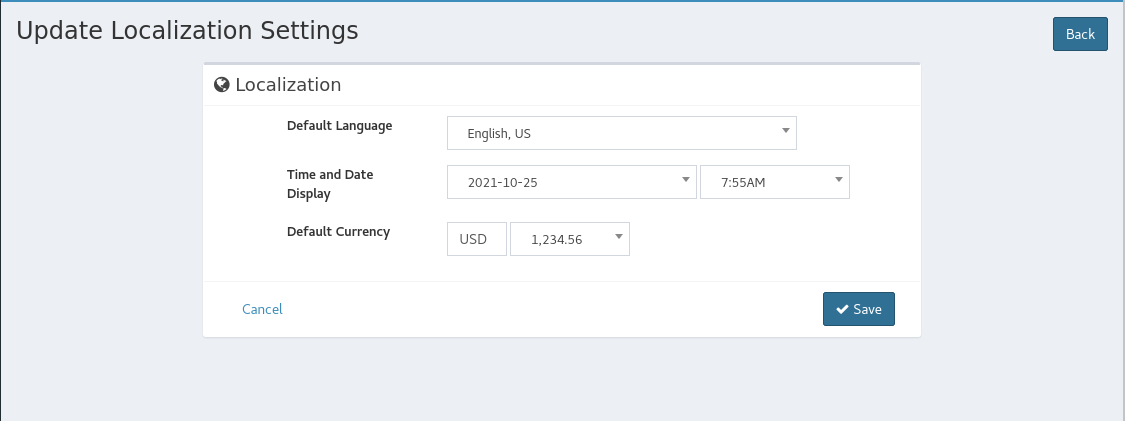 Update Localization Settings
Back
Localization
Default Language
English, US
Time and Date
Display
2021-10-25
7:55AM
Default Currency
USD
1,234.56
Cancel
Save